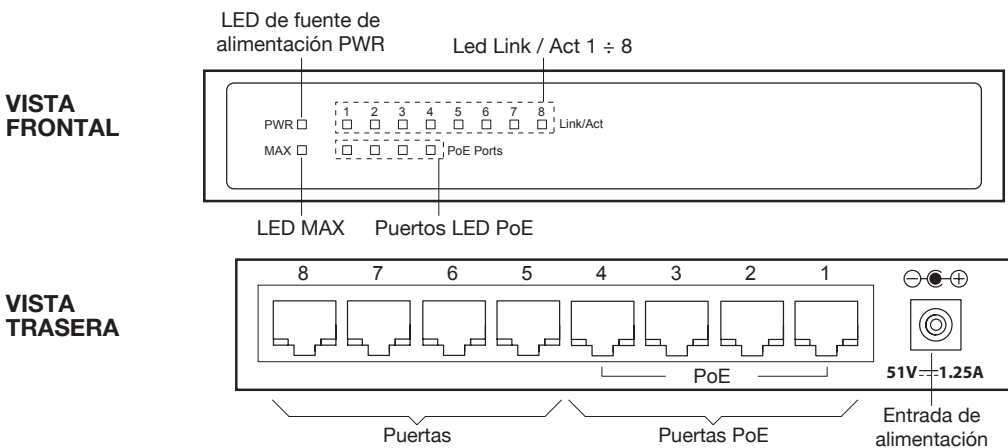 LED de fuente de
alimentación PWR
Led Link / Act 1 ÷ 8
VISTA
FRONTAL
1 2 3 4 5 6 7 8
PWR Link/Act
MAX PoE Ports
LED MAX Puertos LED PoE
VISTA
TRASERA
8 7 6 5 4 3 2 1
PoE
51V 1.25A
Puertas Puertas PoE
Entrada de
alimentación